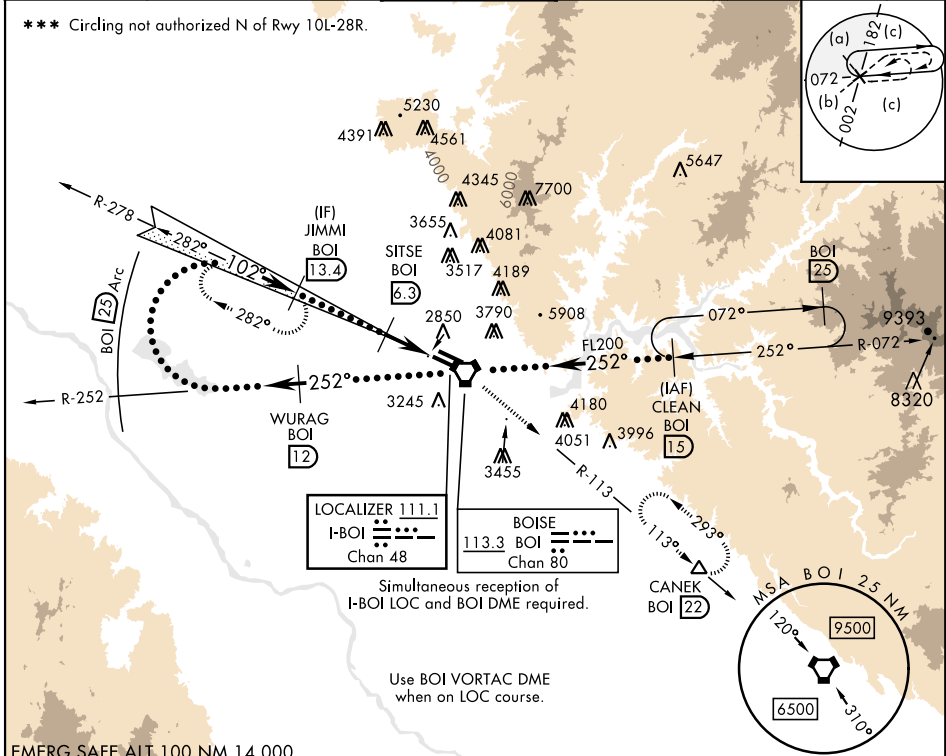 *** Circling not authorized N of Rwy 10L-28R.
(a)
182
(c)
072
(b)
002
(c)
5230
4391
4561
4000
4345
6000
7700
5647
R-278
282°
102°
(IF)
JIMMI
BOI
13.4
3655
4081
SITSE
BOI
6.3
3517
4189
BOI
25
BOI 25 Arc
282°
2850
3790
5908
072°
9393
FL200
252°
252°
R-072
R-252
252°
(IAF)
CLEAN
BOI
15
8320
WURAG
BOI
12
3245
4180
4051
3996
3455
R-113
LOCALIZER 111.1
I-BOI
Chan 48
BOISE
113.3 BOI
Chan 80
293°
113°
Simultaneous reception of
I-BOI LOC and BOI DME required.
CANEK
BOI 22
MSA BOI 25 NM
120°
9500
Use BOI VORTAC DME
when on LOC course.
6500
310°
EMERG SAFE ALT 100 NM 14,000